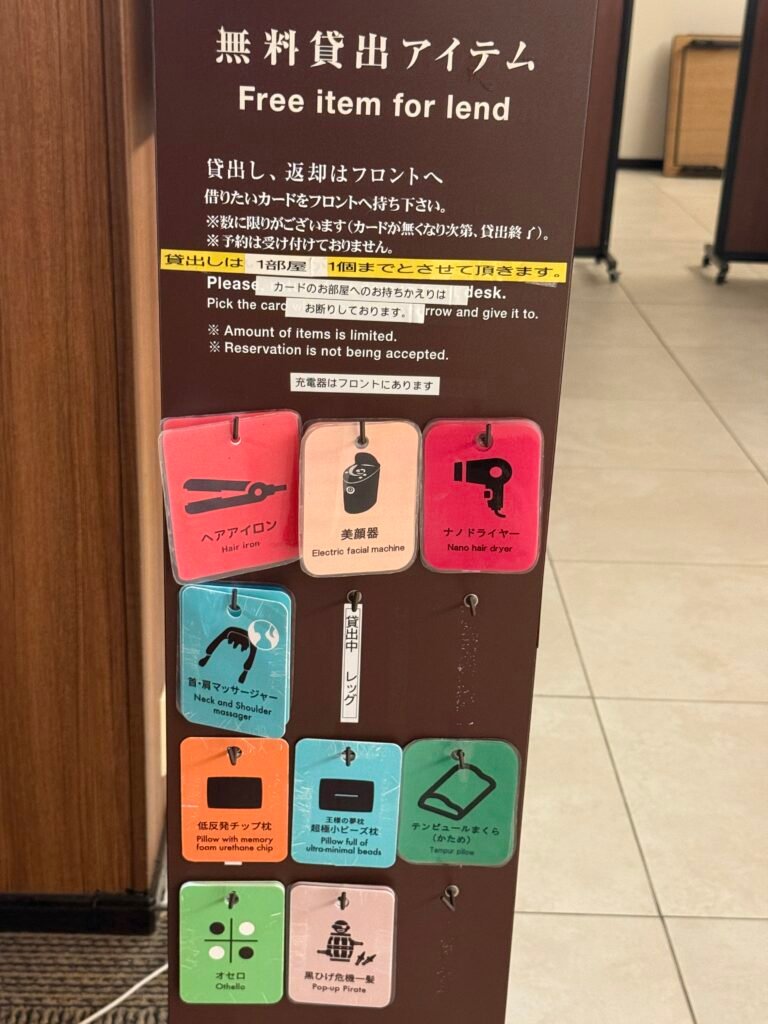 無料貸出アイテム
Free item for lend
貸出し、返却はフロントへ
借りたいカードをフロントへ持ち下さい。
※数に限りがございます(カードが無くなり次第、貸出終了)。
※予約は受け付けておりません。
貸出しは 1部屋 1個までとさせて頂きます。
Please
カードのお部屋へのお持ちかえりは
desk.
Pick the card
お断りしております。
and give it to.
※ Amount of items is limited.
※ Reservation is not being accepted.
充電器はフロントにあります
ヘアアイロン
Hair iron
美顔器
Electric facial machine
ナノドライヤー
Nano hair dryer
首・肩マッサージャー
Neck and Shoulder
massager
貸出中 レッグ
低反発チップ枕
Pillow with memory
foam urethane chip
王様の夢枕
超極小ビーズ枕
Pillow full of
ultra-minimal beads
テンピュールまくら
(かため)
Tempur pillow
オセロ
Othello
黒ひげ危機一髪
Pop-up Pirate